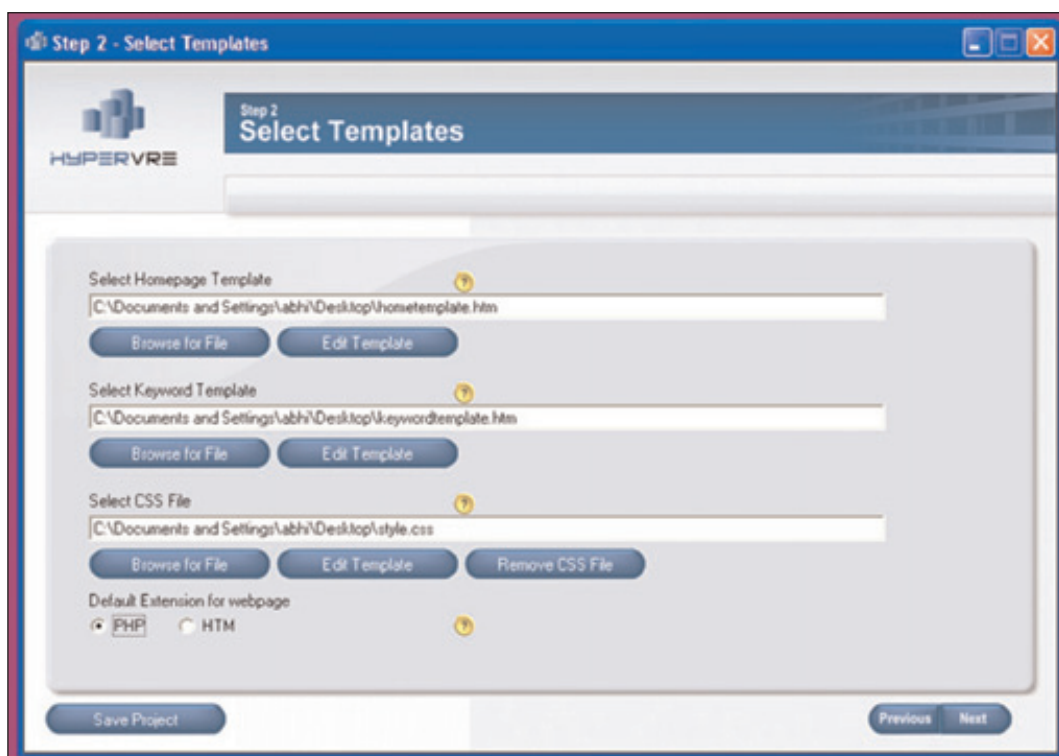 Step 2 - Select Templates
HYPERVRE
Step 2
Select Templates
Select Homepage Template ?
C:\Documents and Settings\abhi\Desktop\hometemplate.htm
Browse for File Edit Template
Select Keyword Template ?
C:\Documents and Settings\abhi\Desktop\keywordtemplate.htm
Browse for File Edit Template
Select CSS File ?
C:\Documents and Settings\abhi\Desktop\style.css
Browse for File Edit Template Remove CSS File
Default Extension for webpage
PHP HTM ?
Save Project Previous Next